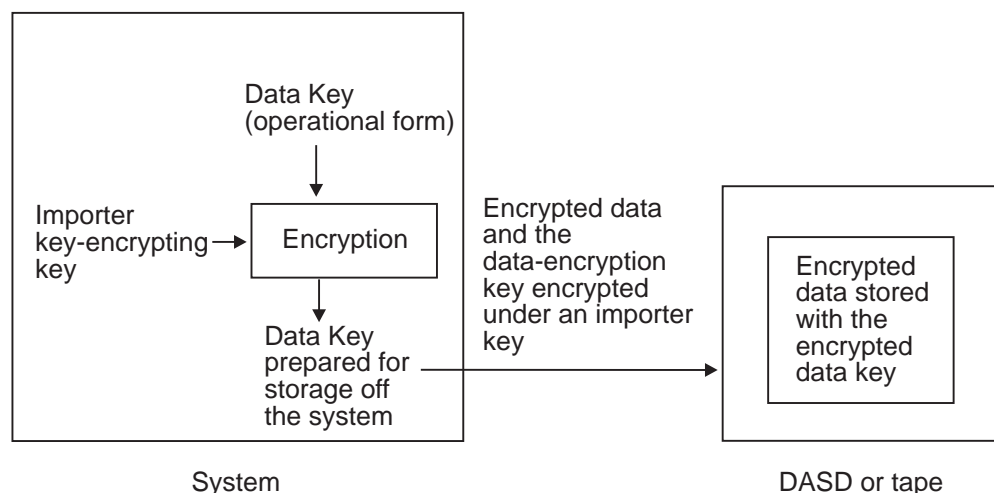 Data Key
(operational form)
Importer
key-encrypting
key
Encryption
Data Key
prepared for
storage off
the system
Encrypted data
and the
data-encryption
key encrypted
under an importer
key
Encrypted
data stored
with the
encrypted
data key
System
DASD or tape